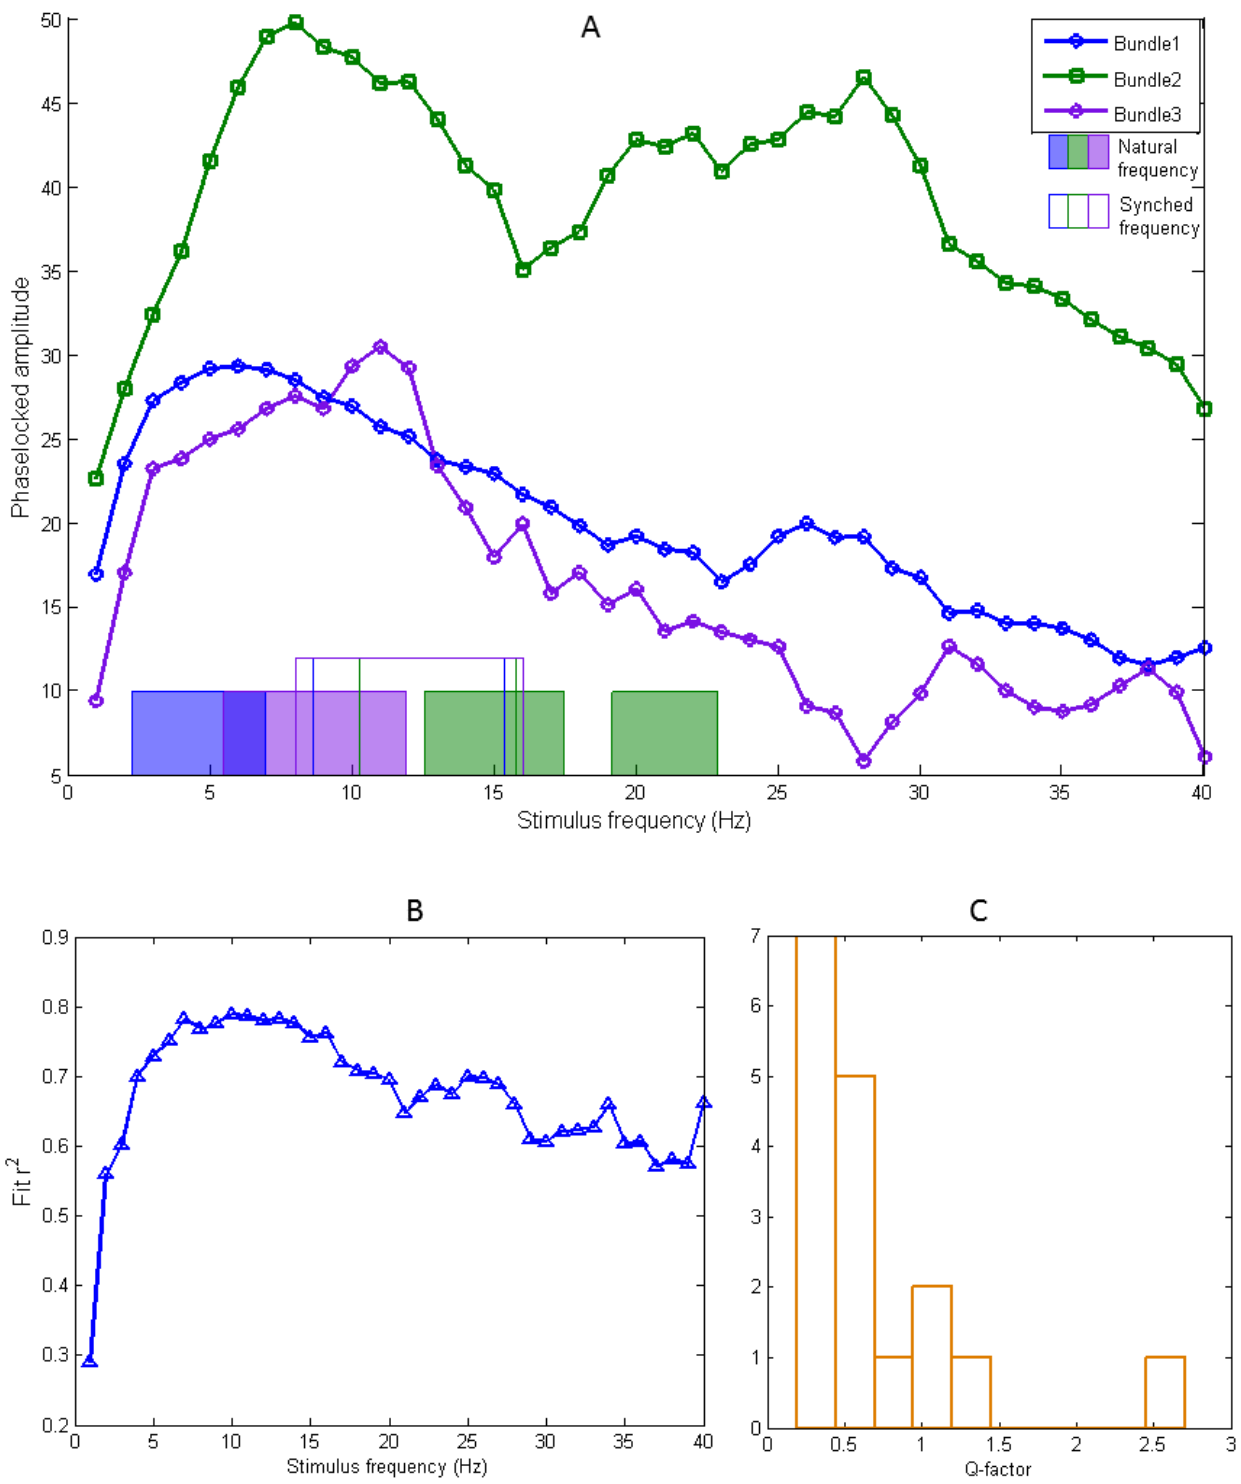 A
50
45
40
35
30
25
20
15
10
5
Phaselocked amplitude
Bundle1
Bundle2
Bundle3
Natural
frequency
Synched
frequency
0 5 10 15 20 25 30 35 40
Stimulus frequency (Hz)
B
0.9
0.8
0.7
0.6
0.5
0.4
0.3
0.2
Fit r²
0 5 10 15 20 25 30 35 40
Stimulus frequency (Hz)
C
7
6
5
4
3
2
1
0
0 0.5 1 1.5 2 2.5 3
Q-factor